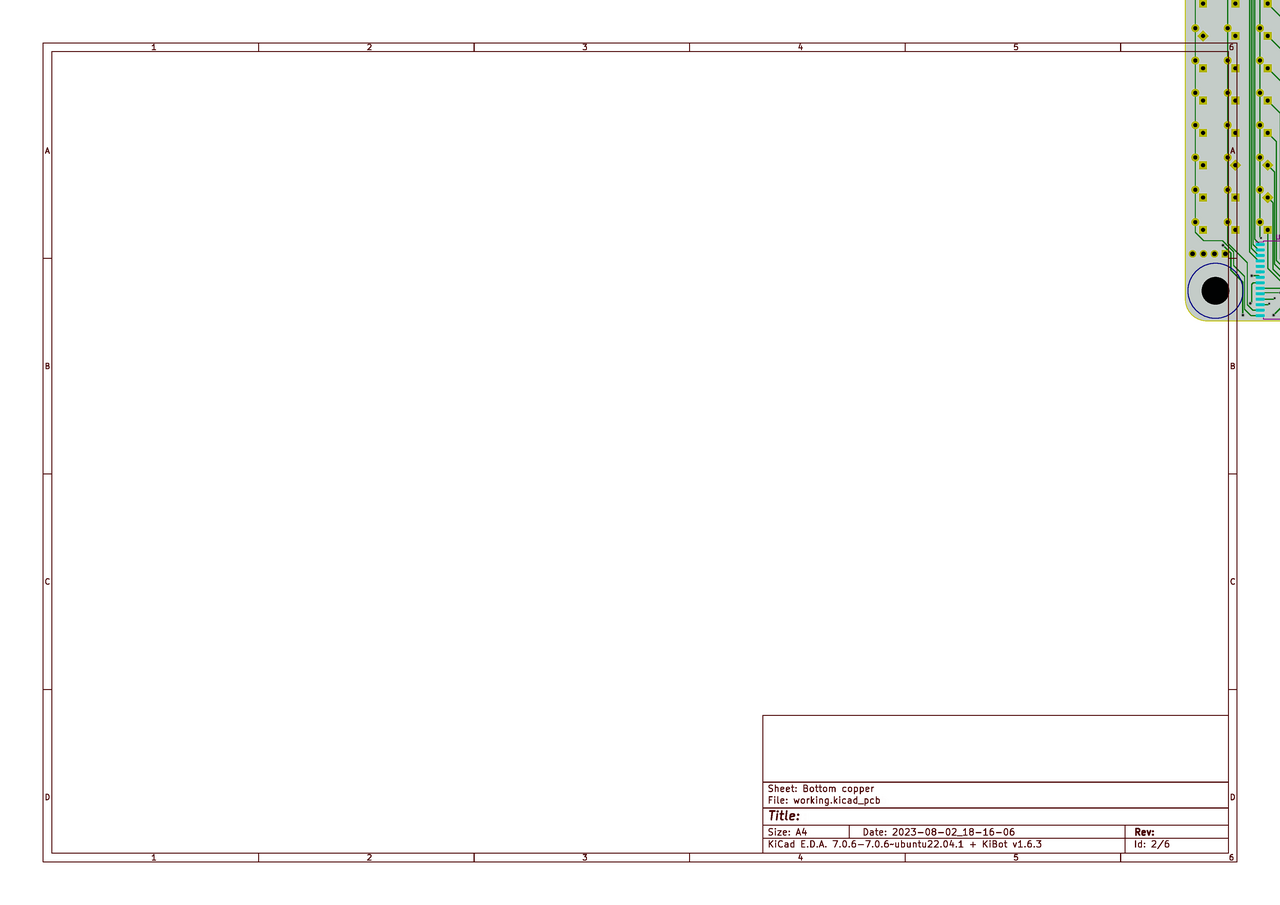 1 2 3 4 5 6
A A
B B
C C
D D
Sheet: Bottom copper
File: working.kicad_pcb
Title:
Size: A4 Date: 2023-08-02_18-16-06 Rev:
KiCad E.D.A. 7.0.6-7.0.6~ubuntu22.04.1 + KiBot v1.6.3 Id: 2/6
1 2 3 4 5 6